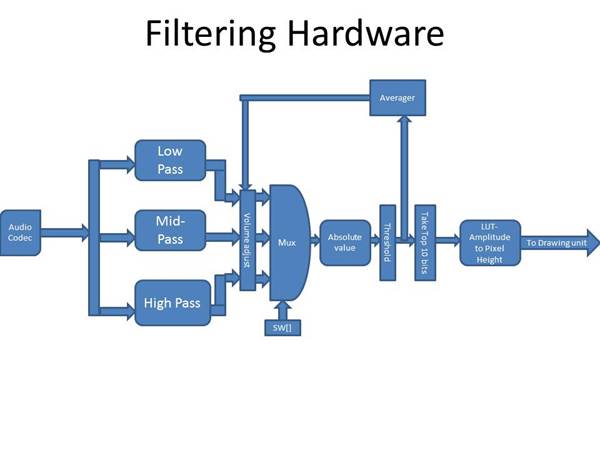 Filtering Hardware
Averager
Low
Pass
Audio
Codec
Mid-
Pass
High Pass
Volume adjust
Mux
SW[]
Absolute
value
Threshold
Take Top 10 bits
LUT-
Amplitude
to Pixel
Height
To Drawing unit